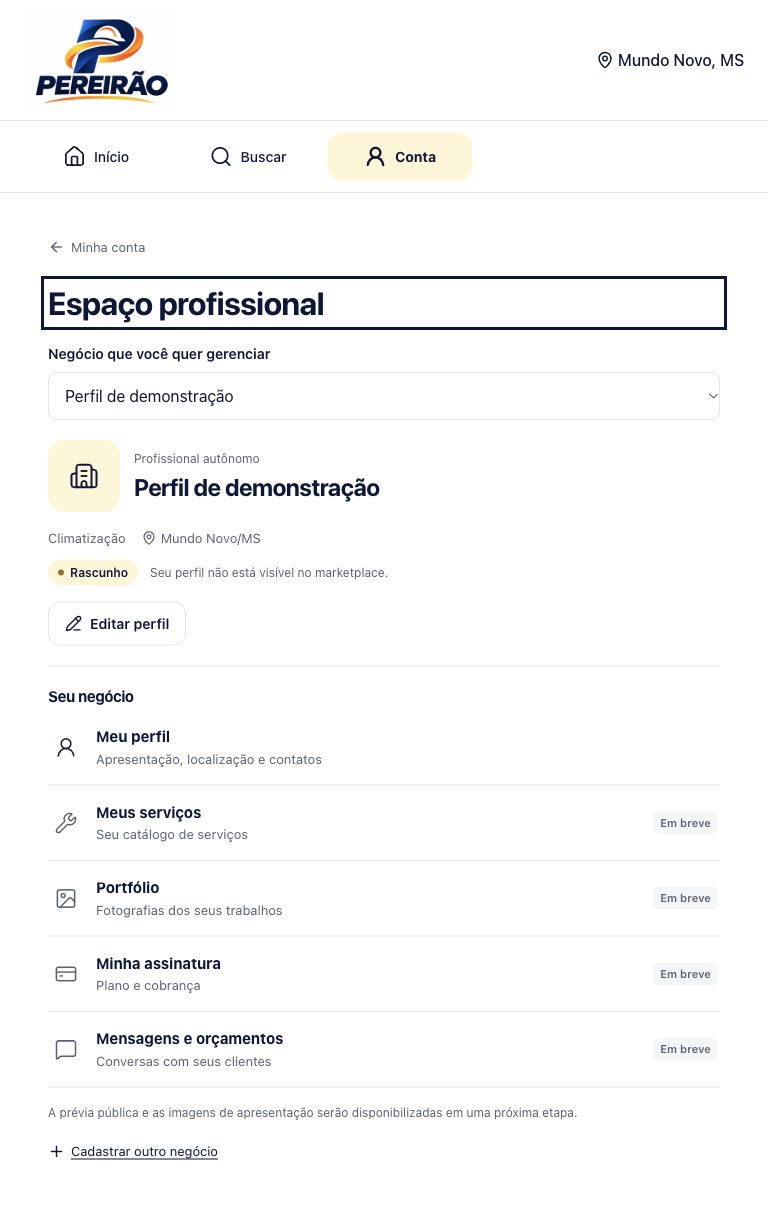 PEREIRÃO
Mundo Novo, MS
Início
Buscar
Conta
Minha conta
Espaço profissional
Negócio que você quer gerenciar
Perfil de demonstração
Profissional autônomo
Perfil de demonstração
Climatização
Mundo Novo/MS
Rascunho
Seu perfil não está visível no marketplace.
Editar perfil
Seu negócio
Meu perfil
Apresentação, localização e contatos
Meus serviços
Seu catálogo de serviços
Em breve
Portfólio
Fotografias dos seus trabalhos
Em breve
Minha assinatura
Plano e cobrança
Em breve
Mensagens e orçamentos
Conversas com seus clientes
Em breve
A prévia pública e as imagens de apresentação serão disponibilizadas em uma próxima etapa.
Cadastrar outro negócio